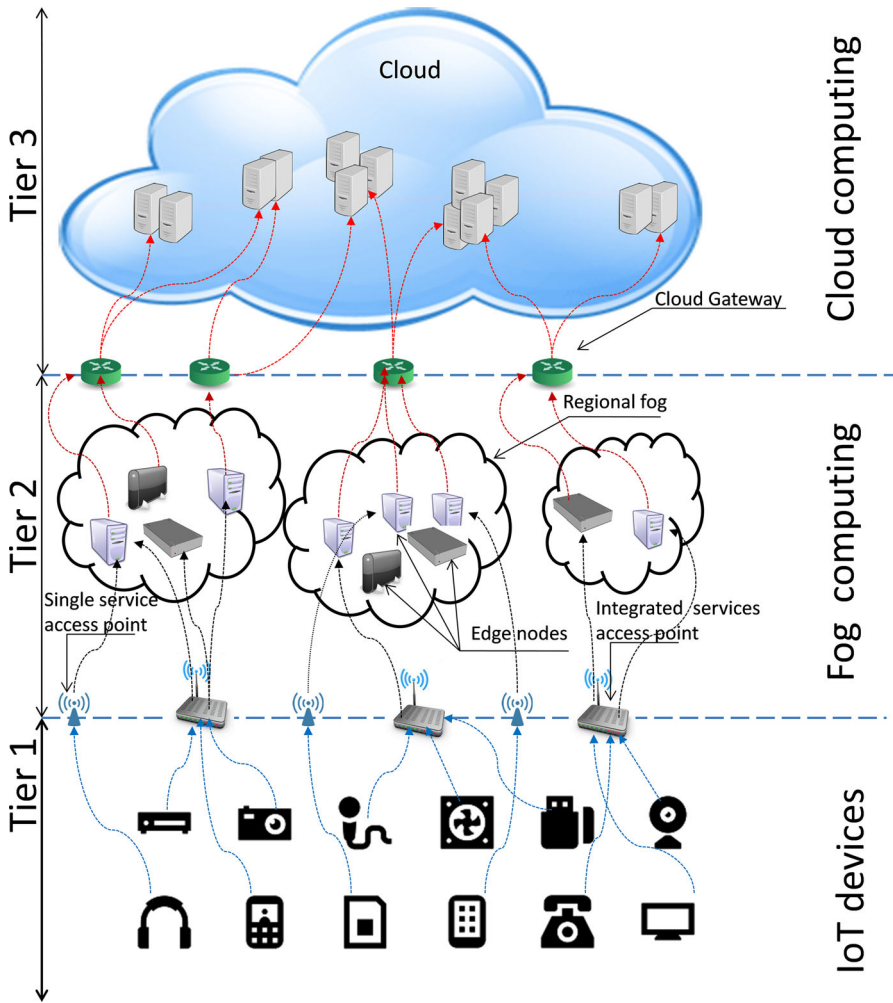 Cloud
Tier 3
Cloud computing
Cloud Gateway
Regional fog
Tier 2
Fog computing
Single service
access point
Edge nodes
Integrated services
access point
Tier 1
IoT devices